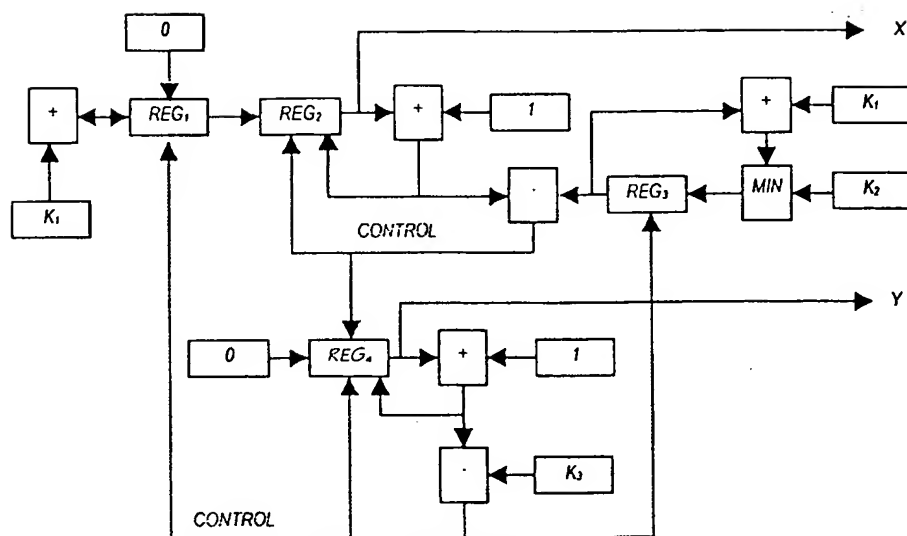 0
X
+
REG₁
REG₂
+
1
+
K₁
K₁
·
REG₃
MIN
K₂
CONTROL
Y
0
REG₄
+
1
·
K₃
CONTROL